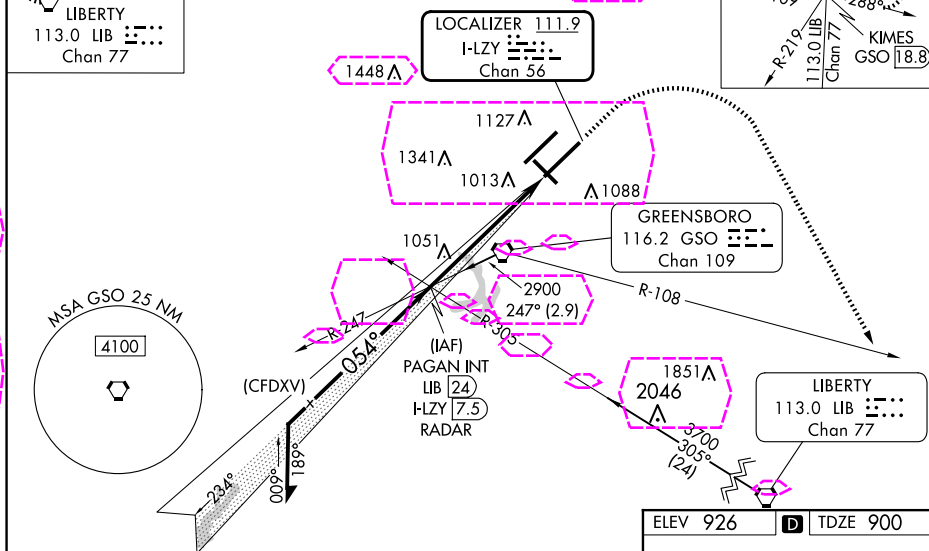 LIBERTY
113.0 LIB
Chan 77
LOCALIZER 111.9
I-LZY
Chan 56
R-219
113.0 LIB
Chan 77
288°
KIMES
GSO 18.8
1448
1127
1341
1013
1088
1051
GREENSBORO
116.2 GSO
Chan 109
2900
247° (2.9)
R-108
R-247
R-305
MSA GSO 25 NM
4100
054°
(CFDXV)
(IAF)
PAGAN INT
LIB 24
I-LZY 7.5
RADAR
1851
2046
3700
305°
(24)
LIBERTY
113.0 LIB
Chan 77
009°
189°
234°
ELEV 926 D TDZE 900